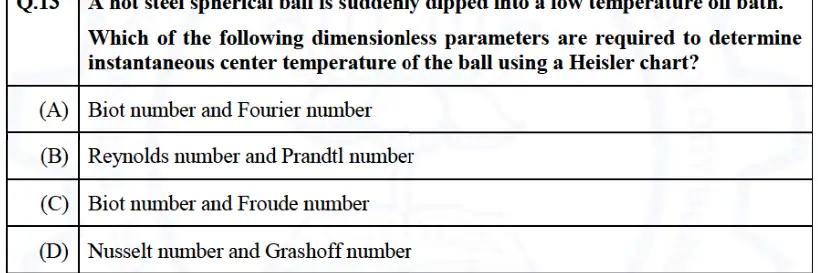 Q.13 A hot steel spherical ball is suddenly dipped into a low temperature oil bath.
Which of the following dimensionless parameters are required to determine
instantaneous center temperature of the ball using a Heisler chart?
(A) Biot number and Fourier number
(B) Reynolds number and Prandtl number
(C) Biot number and Froude number
(D) Nusselt number and Grashoff number